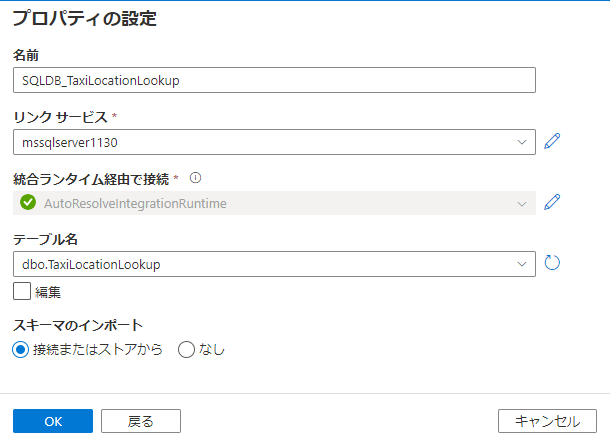 プロパティの設定
名前
SQLDB_TaxiLocationLookup
リンク サービス *
mssqlserver1130
統合ランタイム経由で接続 *
AutoResolveIntegrationRuntime
テーブル名
dbo.TaxiLocationLookup
編集
スキーマのインポート
接続またはストアから なし
OK 戻る キャンセル